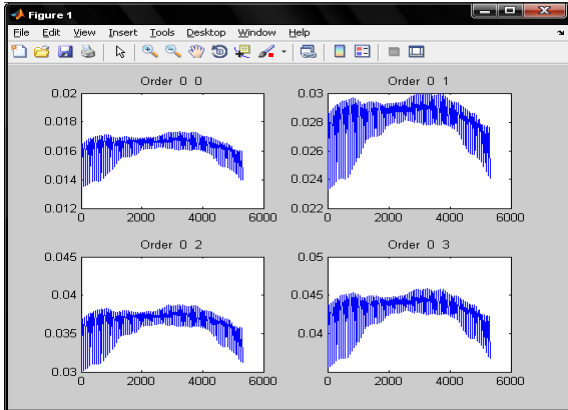 Figure 1
File Edit View Insert Tools Desktop Window Help
Order 0 0
0.02
0.018
0.016
0.014
0.012
0 2000 4000 6000
Order 0 1
0.03
0.028
0.026
0.024
0.022
0 2000 4000 6000
Order 0 2
0.045
0.04
0.035
0.03
0 2000 4000 6000
Order 0 3
0.05
0.045
0.04
0 2000 4000 6000